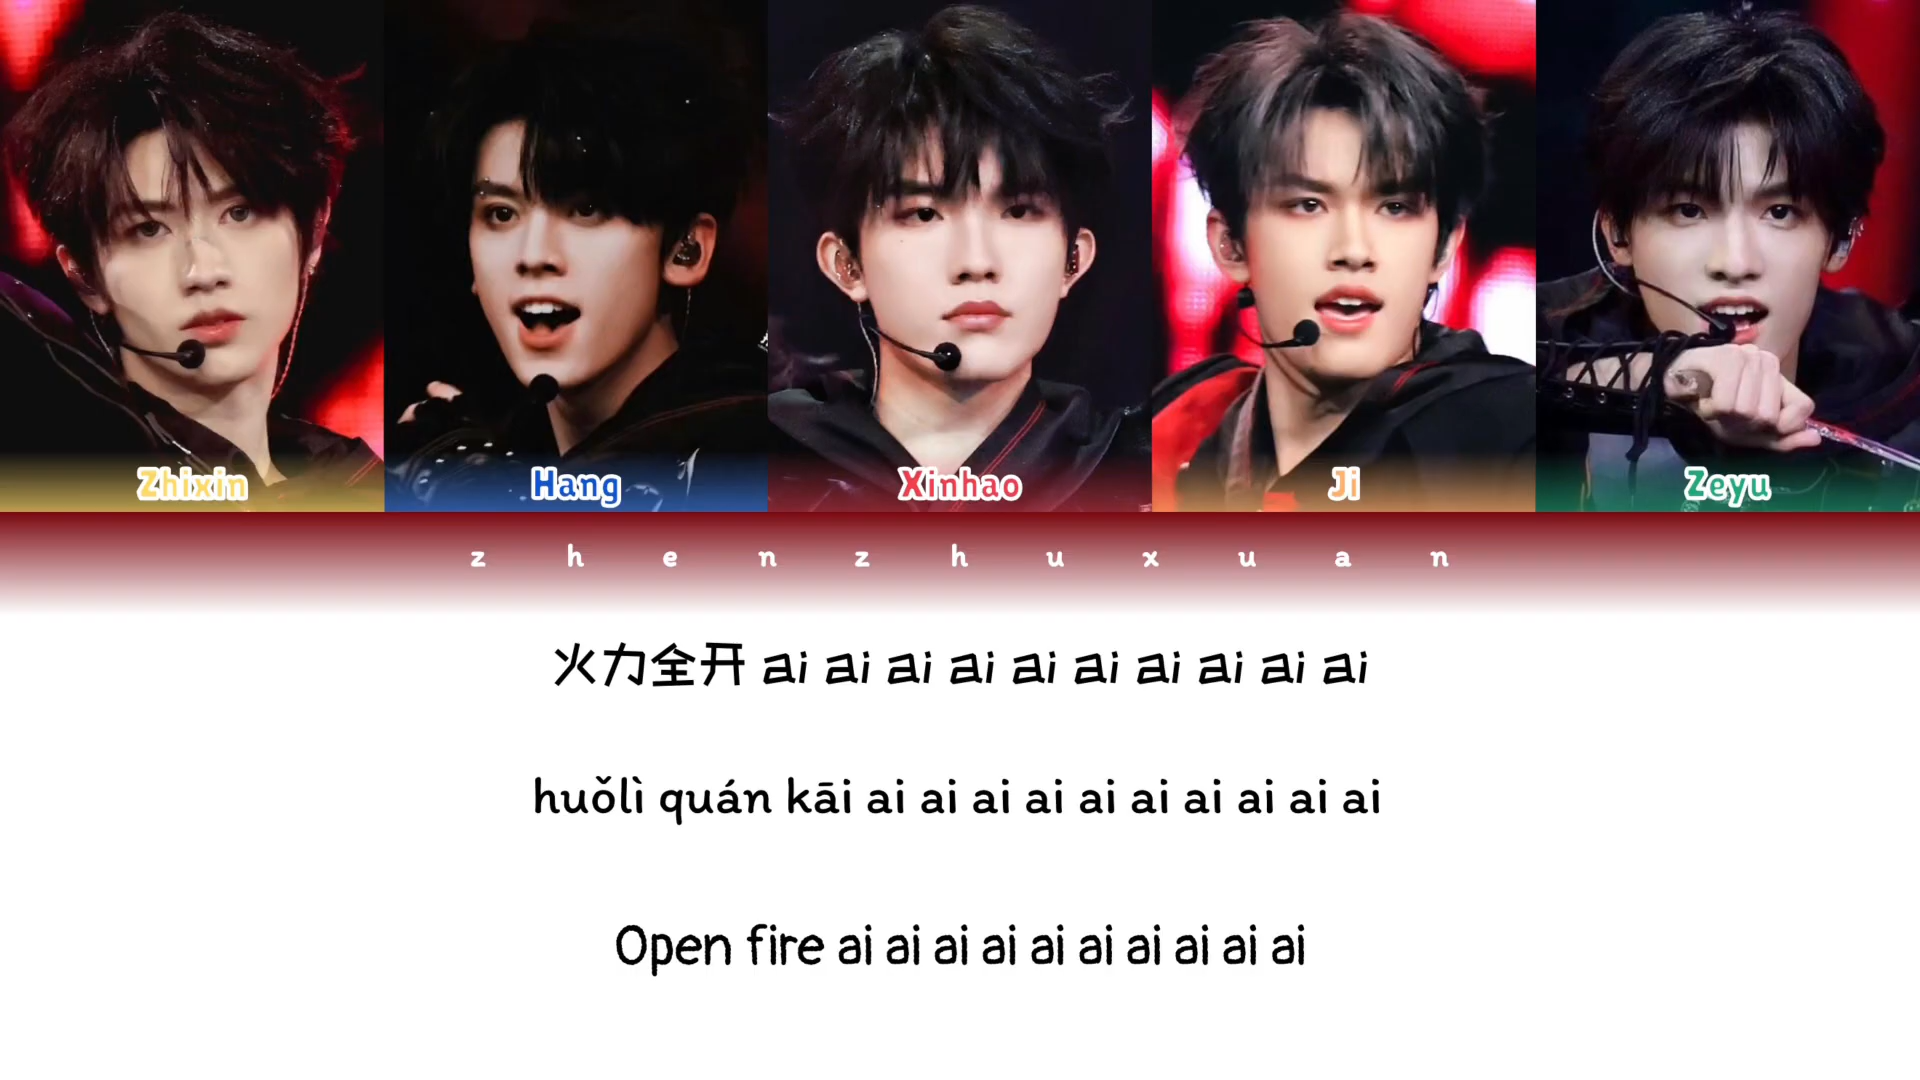 Zhixin Hang Xinhao Ji Zeyu
zhenzhuxuan
火力全开 ai ai ai ai ai ai ai ai ai ai
huǒlì quán kāi ai ai ai ai ai ai ai ai ai ai
Open fire ai ai ai ai ai ai ai ai ai ai